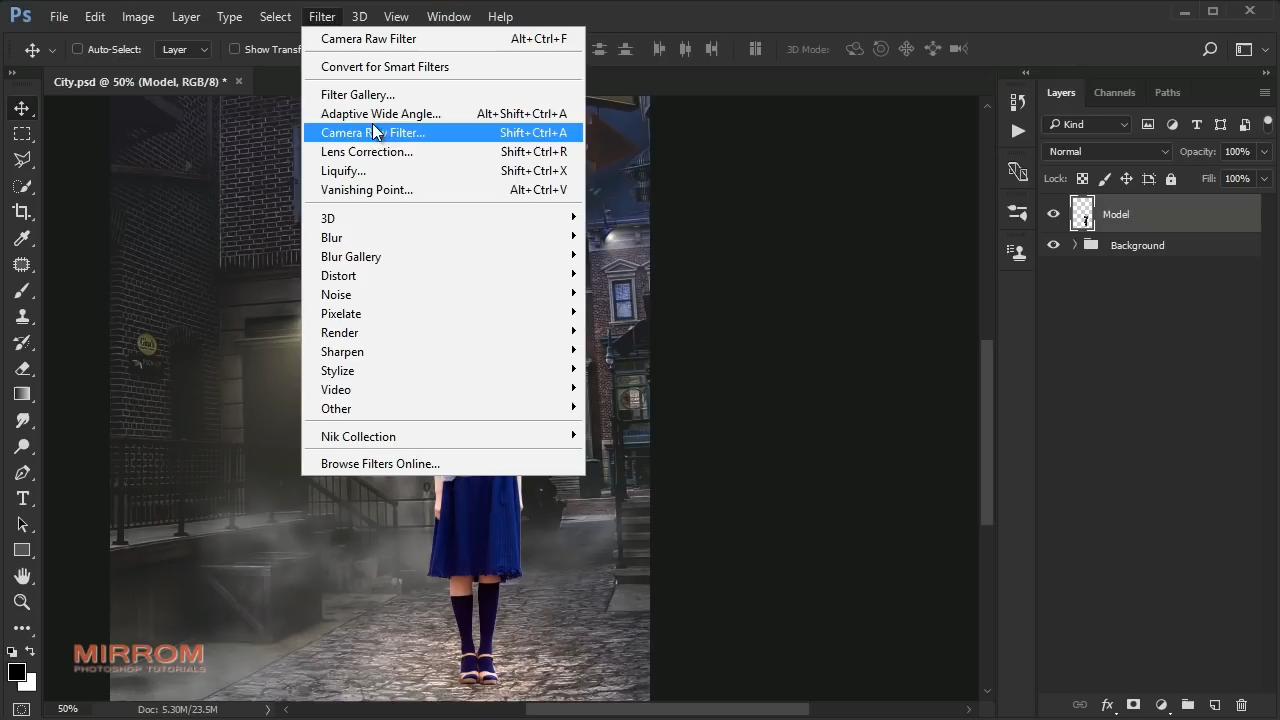 Ps File Edit Image Layer Type Select Filter 3D View Window Help
Auto-Select: Layer Show Transf 3D Mode:
City.psd @ 50% (Model, RGB/8) * ×
Camera Raw Filter Alt+Ctrl+F
Convert for Smart Filters
Filter Gallery...
Adaptive Wide Angle... Alt+Shift+Ctrl+A
Camera Raw Filter... Shift+Ctrl+A
Lens Correction... Shift+Ctrl+R
Liquify... Shift+Ctrl+X
Vanishing Point... Alt+Ctrl+V
3D
Blur
Blur Gallery
Distort
Noise
Pixelate
Render
Sharpen
Stylize
Video
Other
Nik Collection
Browse Filters Online...
Layers Channels Paths
Kind
Normal Opacity: 100%
Lock: Fill: 100%
Model
Background
MIRROM
PHOTOSHOP TUTORIALS
50% Doc: 5.30M/23.5M